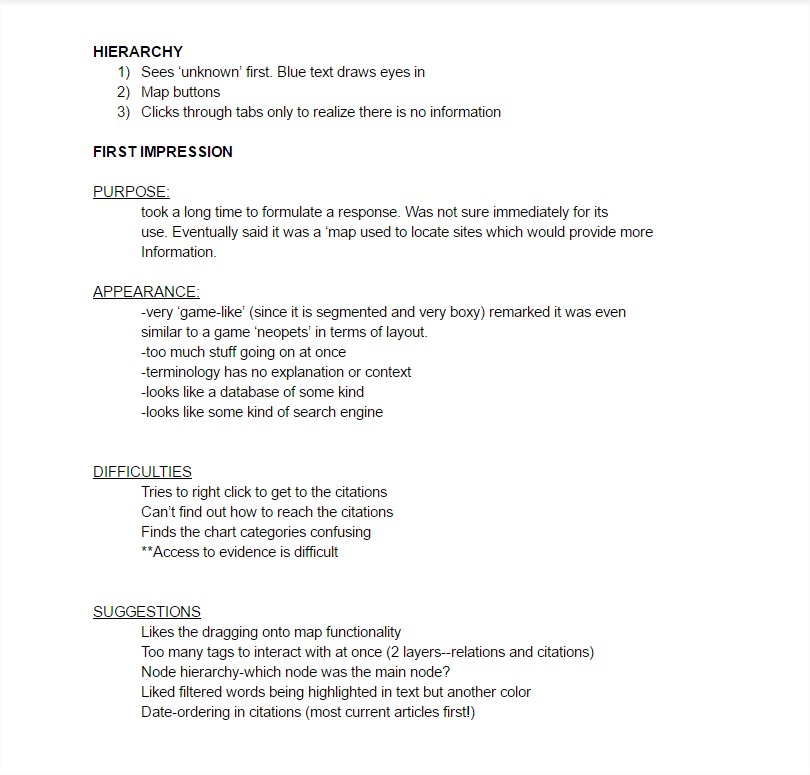 HIERARCHY
1) Sees ‘unknown’ first. Blue text draws eyes in
2) Map buttons
3) Clicks through tabs only to realize there is no information
FIRST IMPRESSION
PURPOSE:
took a long time to formulate a response. Was not sure immediately for its
use. Eventually said it was a ‘map used to locate sites which would provide more
Information.
APPEARANCE:
-very ‘game-like’ (since it is segmented and very boxy) remarked it was even
similar to a game ‘neopets’ in terms of layout.
-too much stuff going on at once
-terminology has no explanation or context
-looks like a database of some kind
-looks like some kind of search engine
DIFFICULTIES
Tries to right click to get to the citations
Can’t find out how to reach the citations
Finds the chart categories confusing
**Access to evidence is difficult
SUGGESTIONS
Likes the dragging onto map functionality
Too many tags to interact with at once (2 layers--relations and citations)
Node hierarchy-which node was the main node?
Liked filtered words being highlighted in text but another color
Date-ordering in citations (most current articles first!)